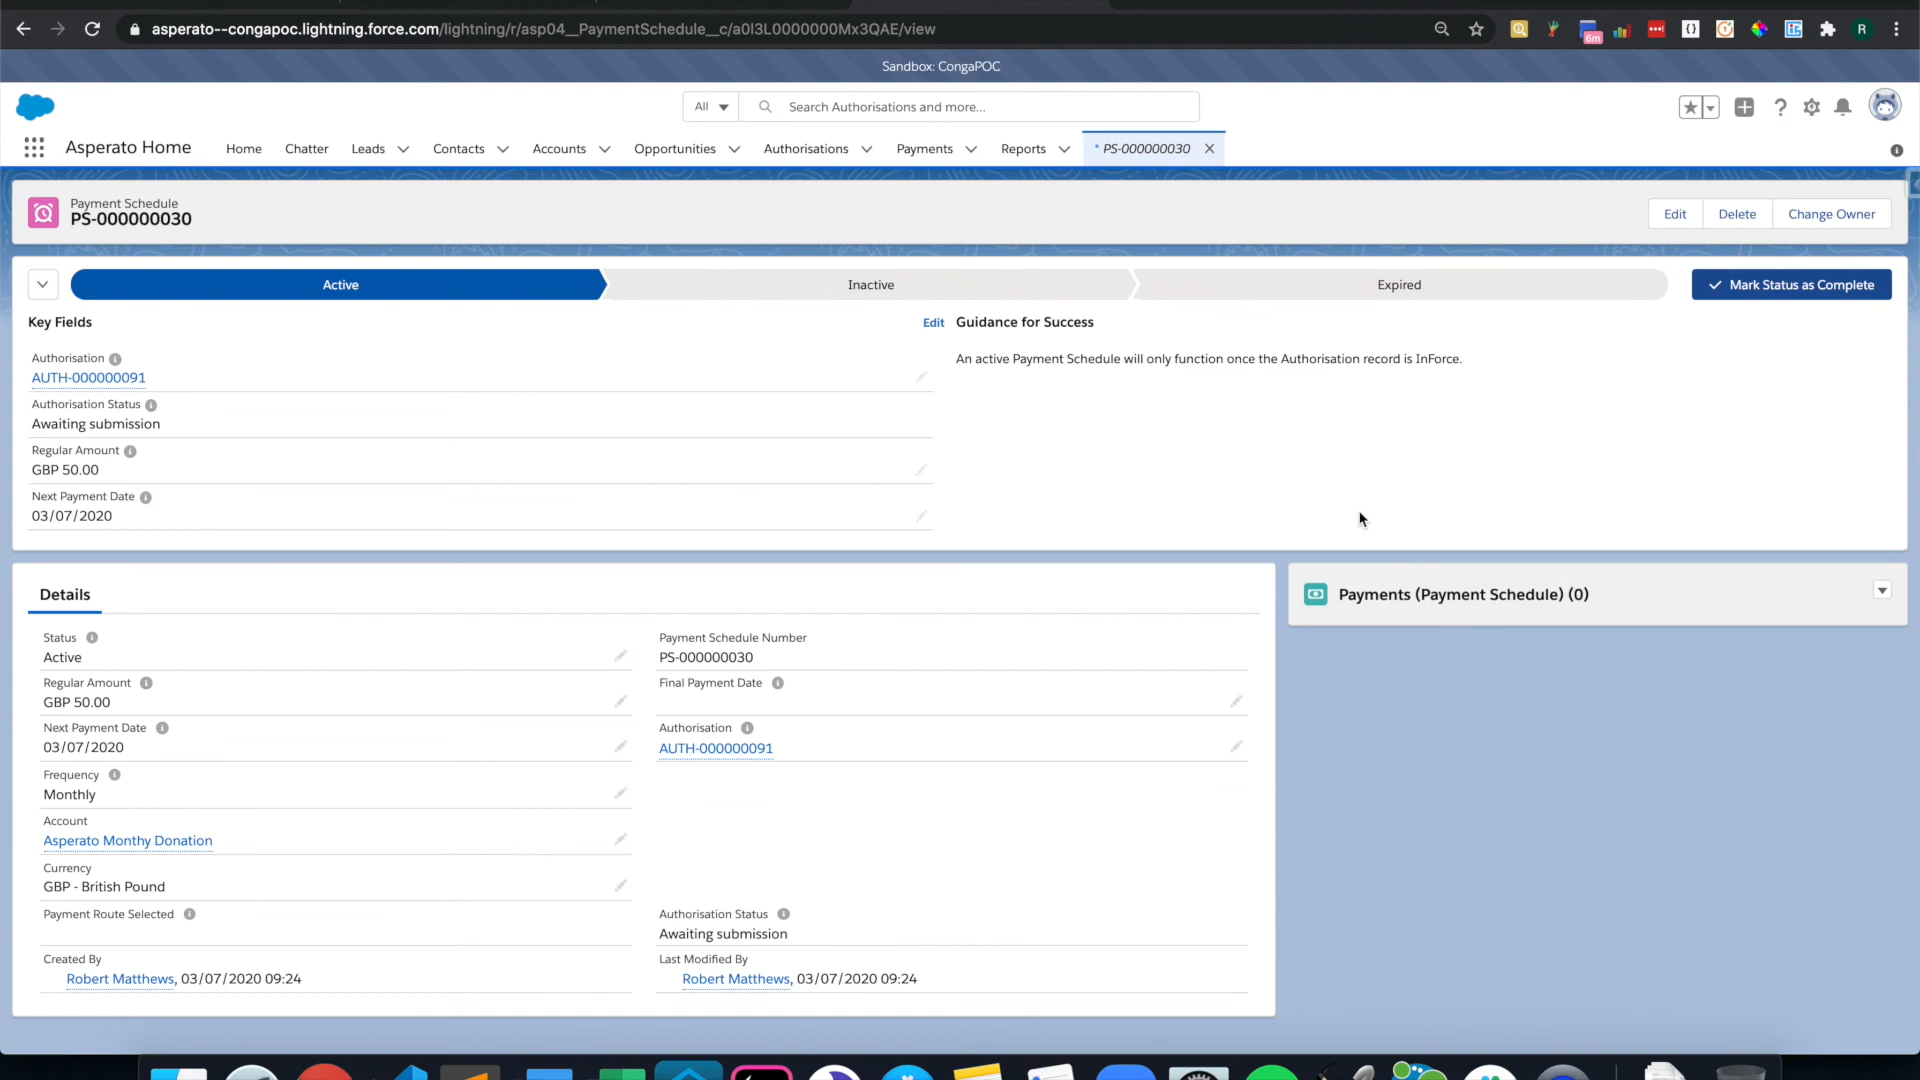 asperato--congapoc.lightning.force.com/lightning/r/asp04__PaymentSchedule__c/a0l3L0000000Mx3QAE/view
6m
R
Sandbox: CongaPOC
All
Search Authorisations and more...
Asperato Home
Home
Chatter
Leads
Contacts
Accounts
Opportunities
Authorisations
Payments
Reports
* PS-000000030
Payment Schedule
PS-000000030
Edit
Delete
Change Owner
Active
Inactive
Expired
Mark Status as Complete
Key Fields
Edit
Guidance for Success
Authorisation
AUTH-000000091
An active Payment Schedule will only function once the Authorisation record is InForce.
Authorisation Status
Awaiting submission
Regular Amount
GBP 50.00
Next Payment Date
03/07/2020
Details
Payments (Payment Schedule) (0)
Status
Active
Payment Schedule Number
PS-000000030
Regular Amount
GBP 50.00
Final Payment Date
Next Payment Date
03/07/2020
Authorisation
AUTH-000000091
Frequency
Monthly
Account
Asperato Monthy Donation
Currency
GBP - British Pound
Payment Route Selected
Authorisation Status
Awaiting submission
Created By
Robert Matthews, 03/07/2020 09:24
Last Modified By
Robert Matthews, 03/07/2020 09:24